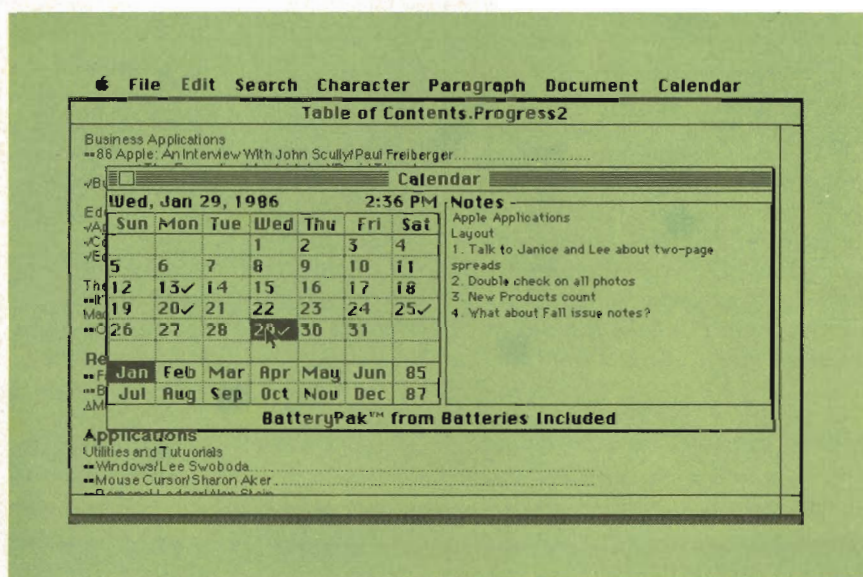 File Edit Search Character Paragraph Document Calendar
Table of Contents.Progress2
Business Applications
86 Apple: An Interview With John Scully/Paul Freiberger
Calendar
Wed, Jan 29, 1986 2:36 PM
Sun Mon Tue Wed Thu Fri Sat
1 2 3 4
5 6 7 8 9 10 11
12 13✓ 14 15 16 17 18
19 20✓ 21 22 23 24 25✓
26 27 28 29✓ 30 31
Jan Feb Mar Apr May Jun 85
Jul Aug Sep Oct Nov Dec 87
Notes
Apple Applications
Layout
1. Talk to Janice and Lee about two-page
spreads
2. Double check on all photos
3. New Products count
4. What about Fall issue notes?
BatteryPak™ from Batteries Included
Applications
Utilities and Tutuorials
Windows/Lee Swoboda
Mouse Cursor/Sharon Aker